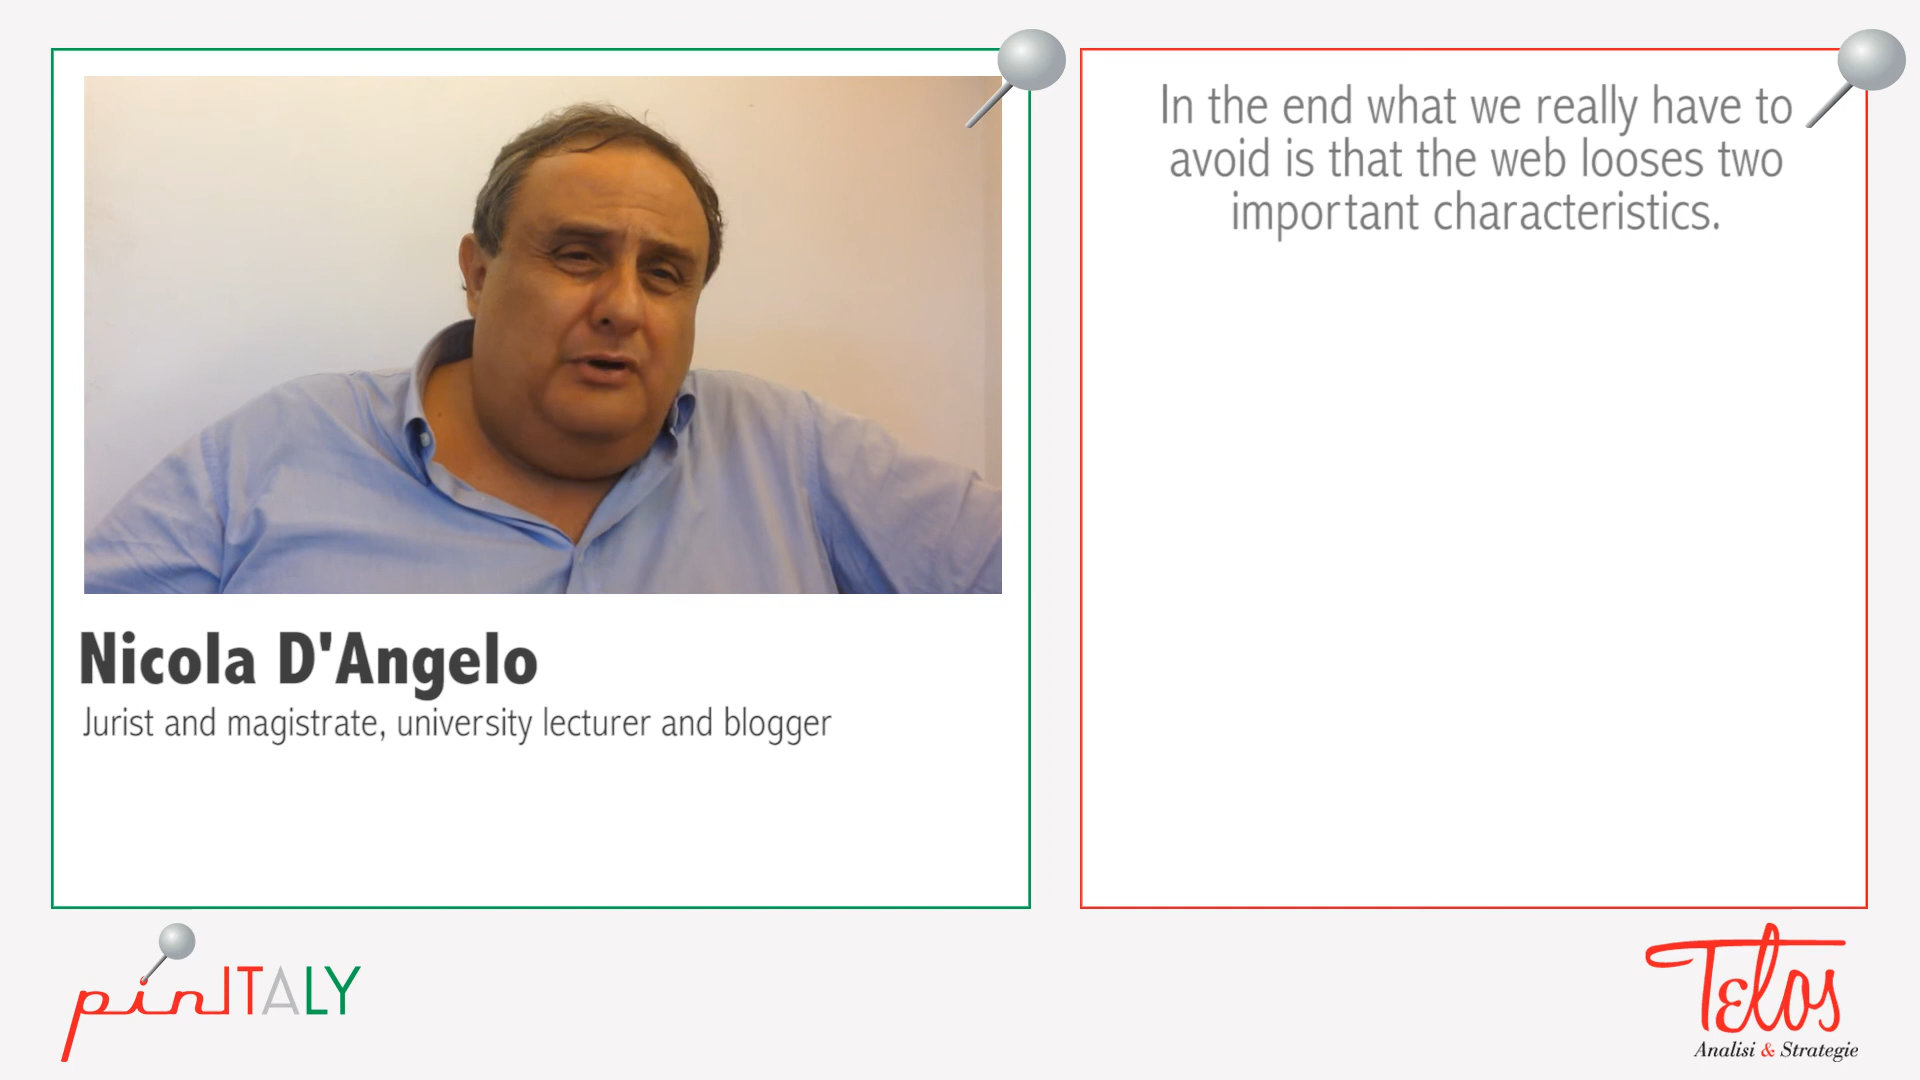 Nicola D'Angelo
Jurist and magistrate, university lecturer and blogger
In the end what we really have to
avoid is that the web looses two
important characteristics.
pinITALY
Telos
Analisi & Strategie